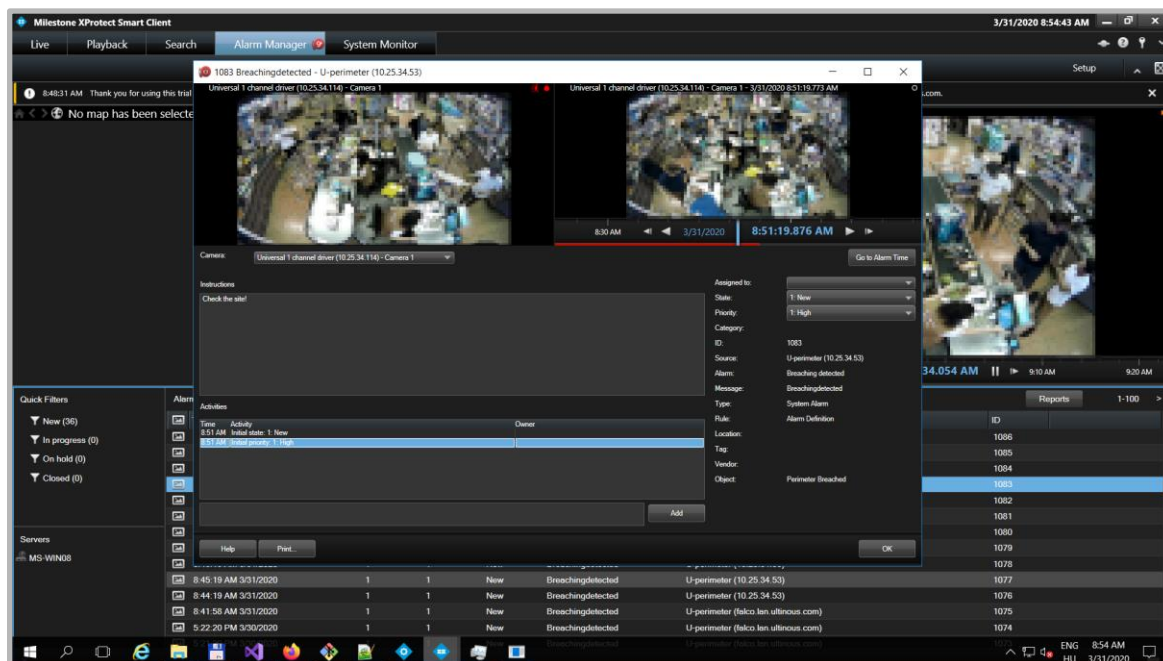 Milestone XProtect Smart Client
3/31/2020 8:54:43 AM
Live Playback Search Alarm Manager System Monitor
Setup
1083 Breachingdetected - U-perimeter (10.25.34.53)
8:48:31 AM Thank you for using this trial
.com.
No map has been selecte
Universal 1 channel driver (10.25.34.114) - Camera 1
Universal 1 channel driver (10.25.34.114) - Camera 1 - 3/31/2020 8:51:19.773 AM
8:30 AM 3/31/2020 8:51:19.876 AM
Camera: Universal 1 channel driver (10.25.34.114) - Camera 1
Go to Alarm Time
Instructions
Check the site!
Assigned to:
State: 1: New
Priority: 1: High
Category:
ID: 1083
Source: U-perimeter (10.25.34.53)
Alarm: Breaching detected
Message: Breachingdetected
Type: System Alarm
Rule: Alarm Definition
Location:
Tag:
Vendor:
Object: Perimeter Breached
Activities
Time Activity Owner
8:51 AM Initial state: 1: New
8:51 AM Initial priority: 1: High
Add
Help Print... OK
34.054 AM 9:10 AM 9:20 AM
Quick Filters
New (36)
In progress (0)
On hold (0)
Closed (0)
Servers
MS-WIN08
Alarm
Reports 1-100
ID
1086
1085
1084
1083
1082
1081
1080
1079
1078
8:45:19 AM 3/31/2020 1 1 New Breachingdetected U-perimeter (10.25.34.53) 1077
8:44:19 AM 3/31/2020 1 1 New Breachingdetected U-perimeter (10.25.34.53) 1076
8:41:58 AM 3/31/2020 1 1 New Breachingdetected U-perimeter (falco.lan.ultinous.com) 1075
5:22:20 PM 3/30/2020 1 1 New Breachingdetected U-perimeter (falco.lan.ultinous.com) 1074
ENG 8:54 AM
HU 3/31/2020